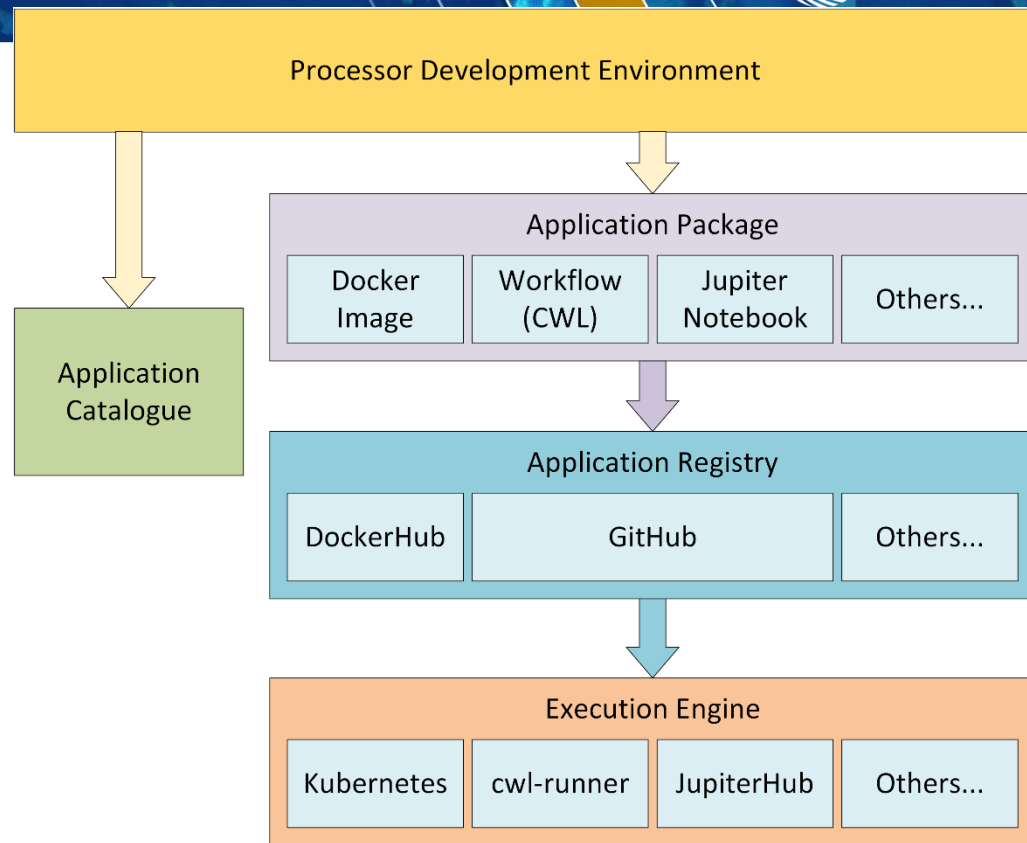 Processor Development Environment
Application Package
Docker
Image
Workflow
(CWL)
Jupiter
Notebook
Others...
Application
Catalogue
Application Registry
DockerHub
GitHub
Others...
Execution Engine
Kubernetes
cwl-runner
JupiterHub
Others...